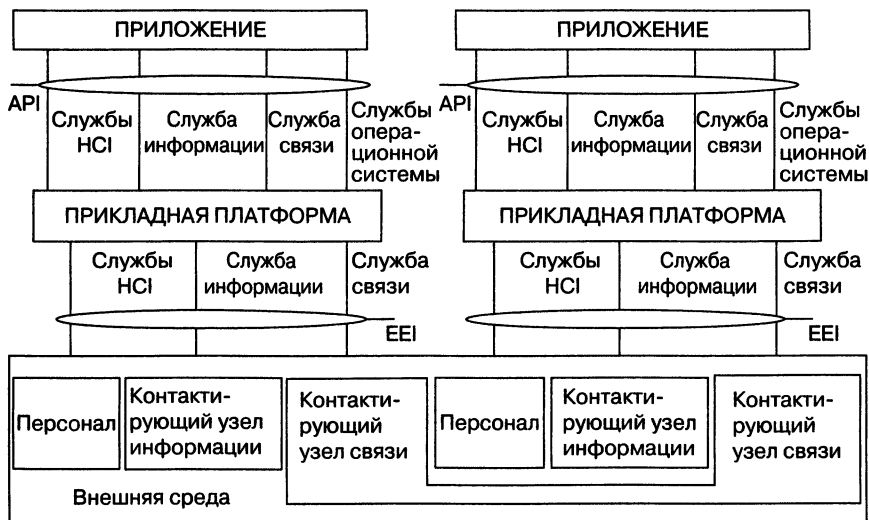 ПРИЛОЖЕНИЕ
API
Службы
HCI
Служба
информации
Служба
связи
Службы
опера-
ционной
системы
ПРИКЛАДНАЯ ПЛАТФОРМА
Службы
HCI
Служба
информации
Служба
связи
EEI
ПРИЛОЖЕНИЕ
API
Службы
HCI
Служба
информации
Служба
связи
Службы
опера-
ционной
системы
ПРИКЛАДНАЯ ПЛАТФОРМА
Службы
HCI
Служба
информации
Служба
связи
EEI
Персонал
Контакти-
рующий узел
информации
Контакти-
рующий
узел связи
Персонал
Контакти-
рующий узел
информации
Контакти-
рующий
узел связи
Внешняя среда